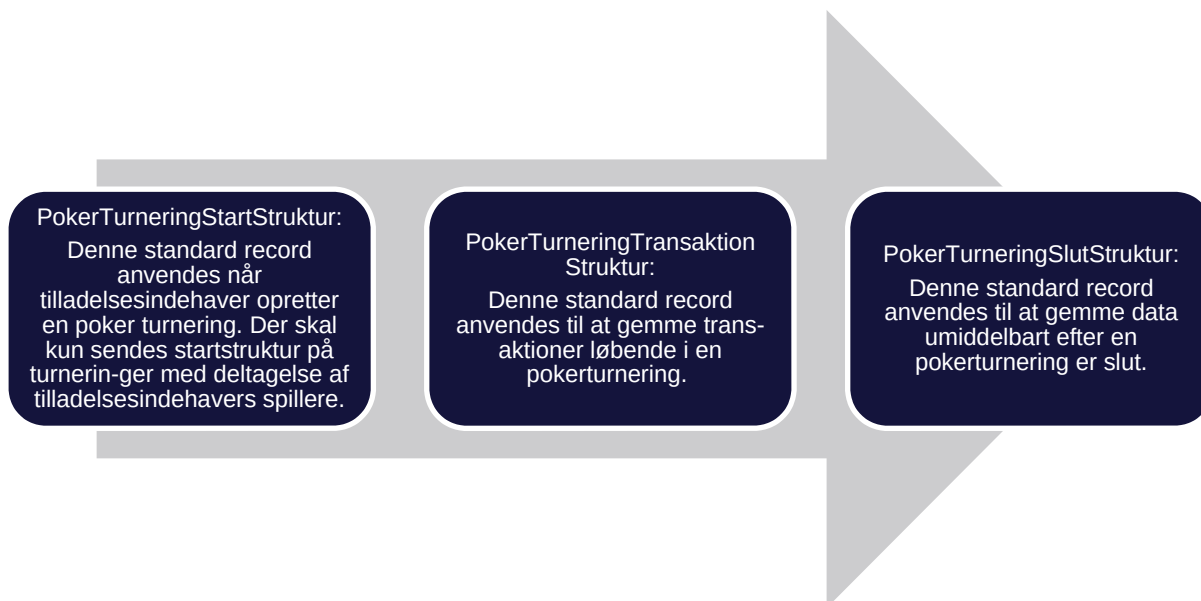 PokerTurneringStartStruktur:
Denne standard record
anvendes når
tilladelsesindehaver opretter
en poker turnering. Der skal
kun sendes startstruktur på
turnerin-ger med deltagelse af
tilladelsesindehavers spillere.
PokerTurneringTransaktion
Struktur:
Denne standard record
anvendes til at gemme trans-
aktioner løbende i en
pokerturnering.
PokerTurneringSlutStruktur:
Denne standard record
anvendes til at gemme data
umiddelbart efter en
pokerturnering er slut.